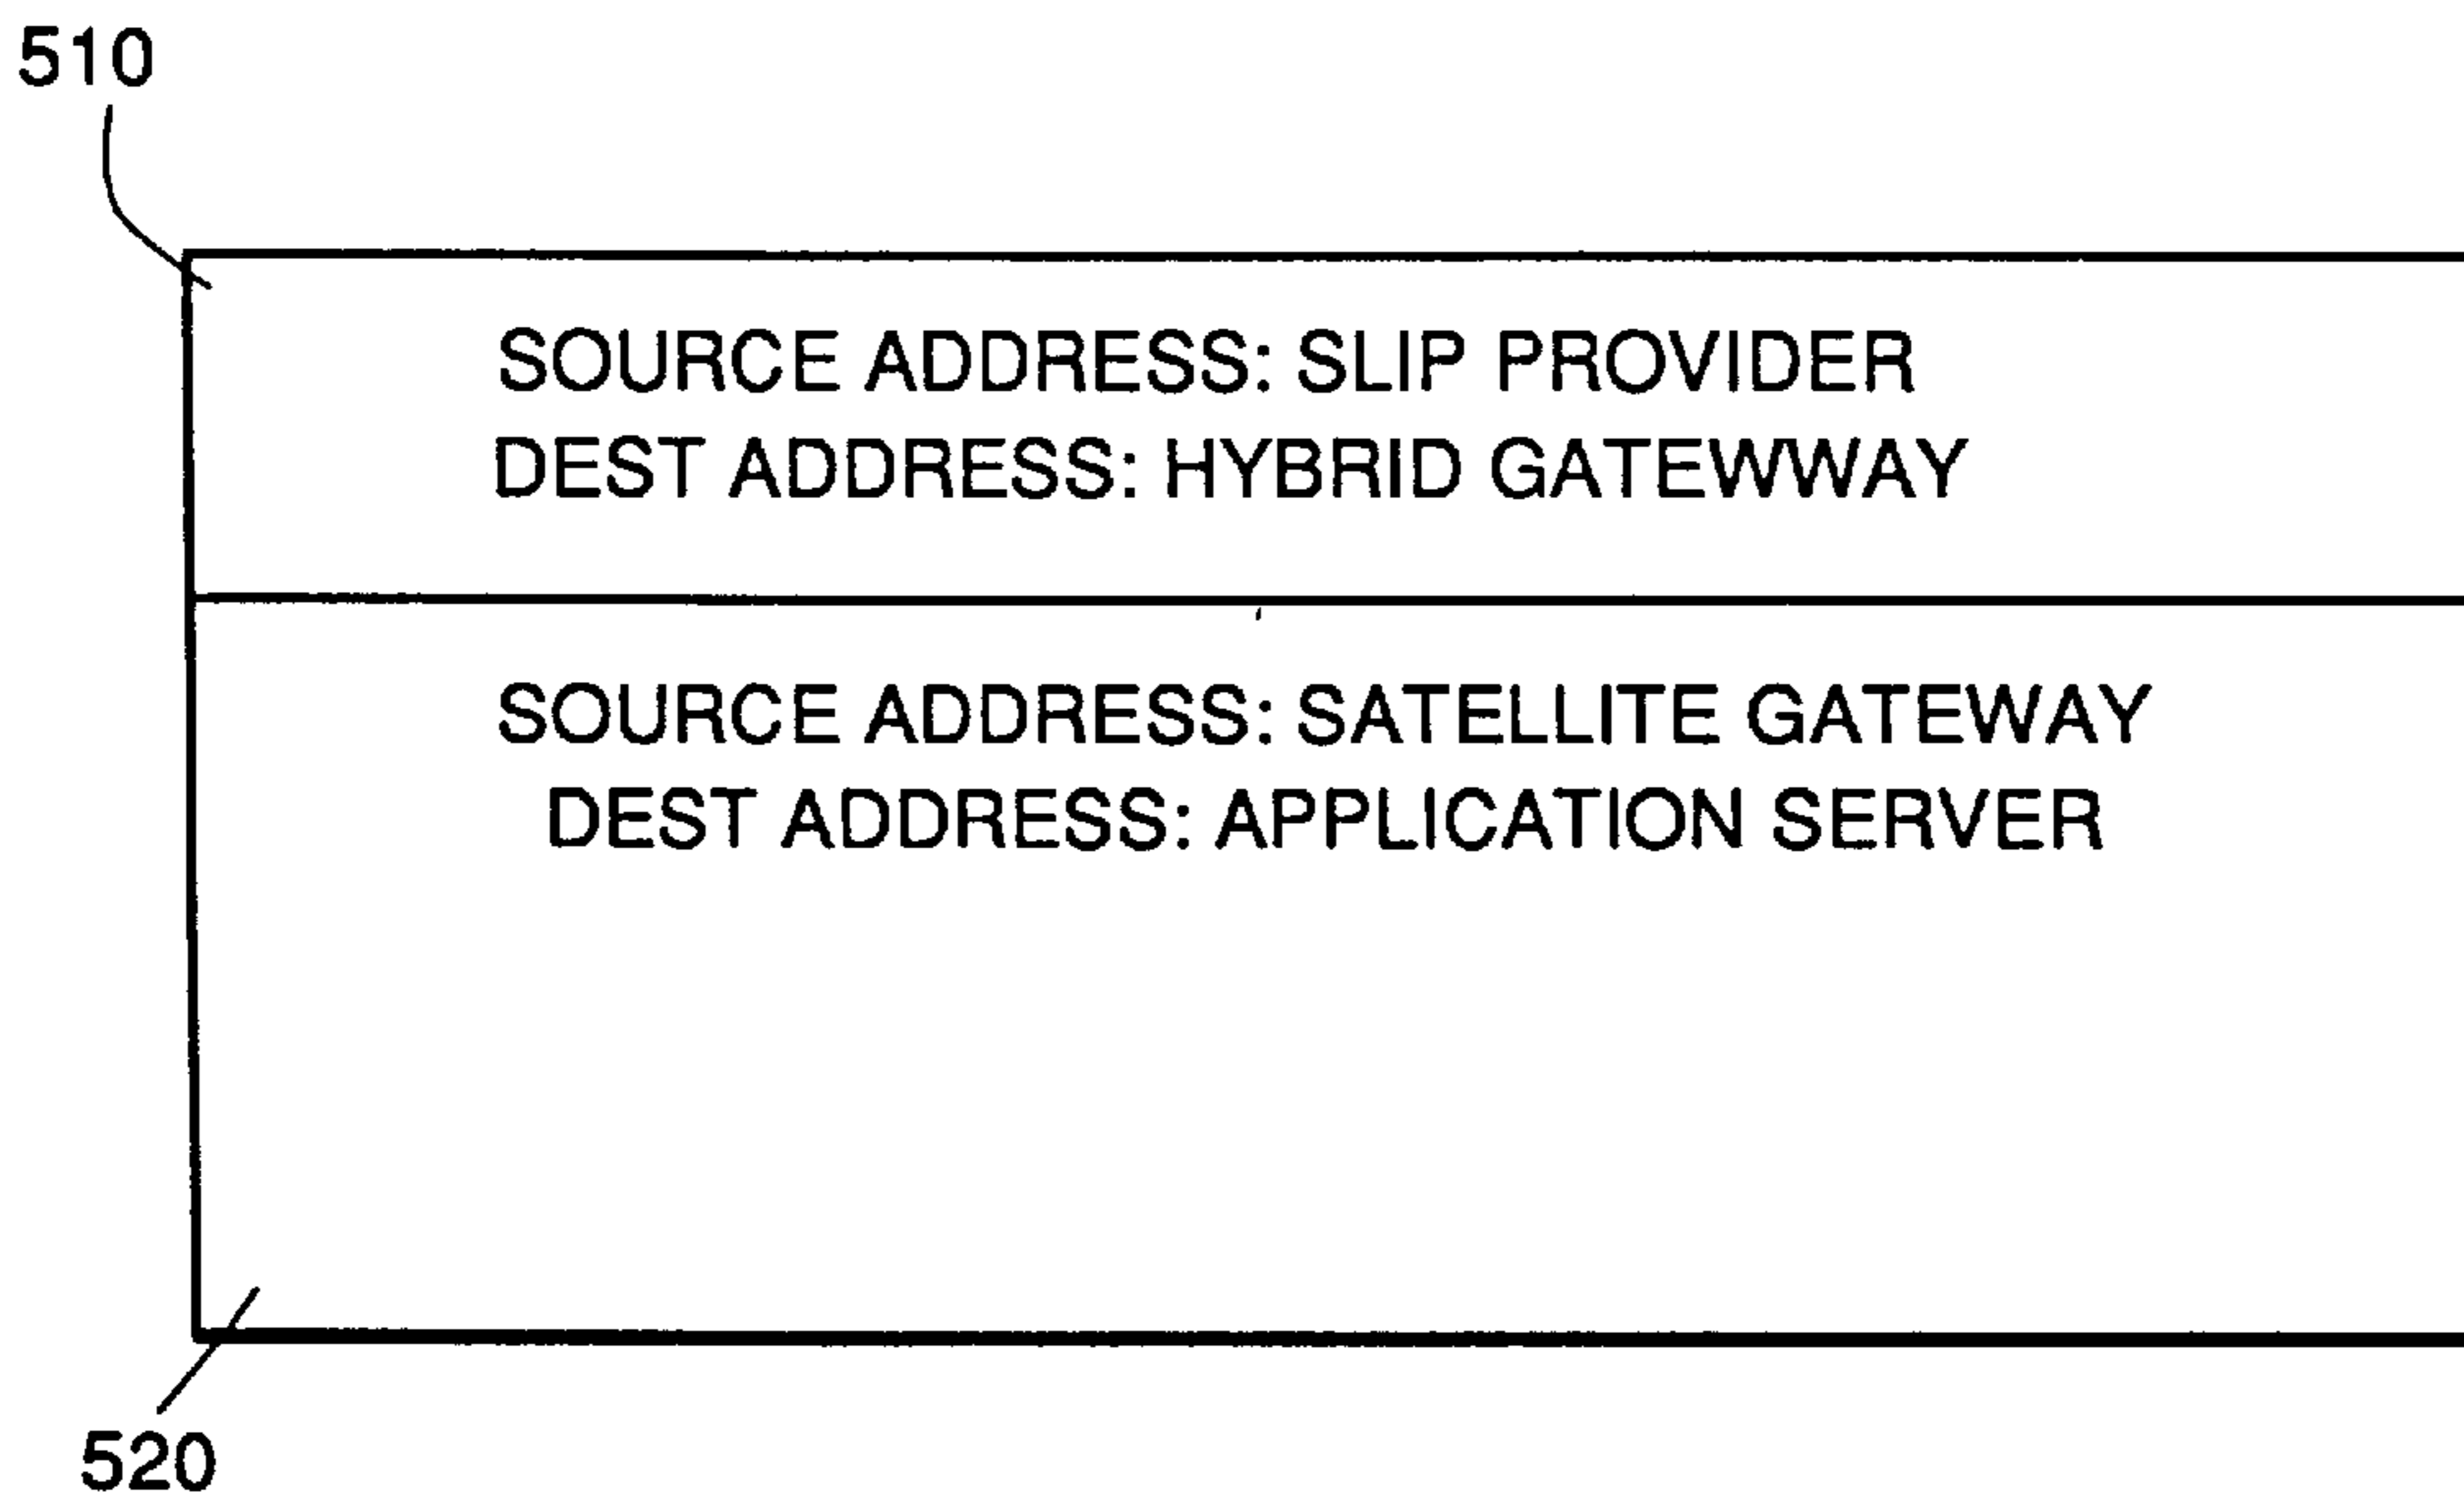 510
SOURCE ADDRESS: SLIP PROVIDER
DEST ADDRESS: HYBRID GATEWWAY
SOURCE ADDRESS: SATELLITE GATEWAY
DEST ADDRESS: APPLICATION SERVER
520